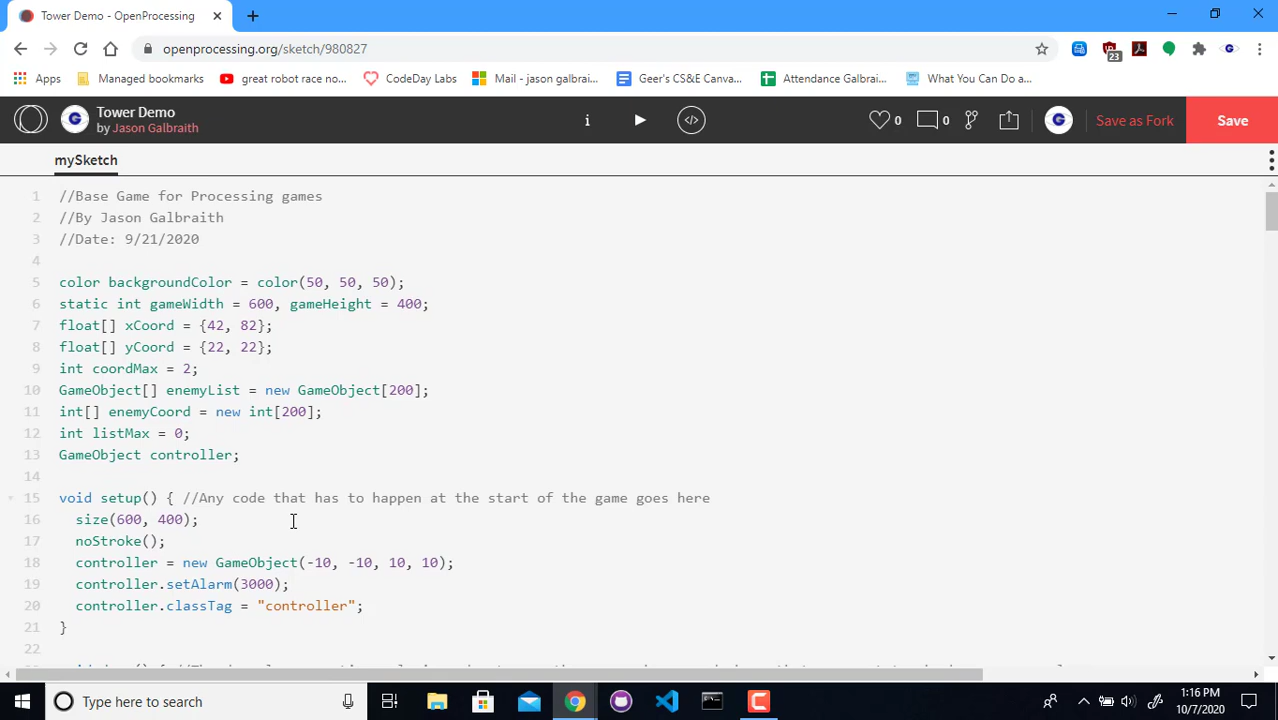 Tower Demo - OpenProcessing
openprocessing.org/sketch/980827
23
Apps Managed bookmarks great robot race no... CodeDay Labs Mail - jason galbrai... Geer's CS&E Canva... Attendance Galbrai... What You Can Do a...
Tower Demo
by Jason Galbraith
0 0 Save as Fork Save
mySketch
1 //Base Game for Processing games
2 //By Jason Galbraith
3 //Date: 9/21/2020
4
5 color backgroundColor = color(50, 50, 50);
6 static int gameWidth = 600, gameHeight = 400;
7 float[] xCoord = {42, 82};
8 float[] yCoord = {22, 22};
9 int coordMax = 2;
10 GameObject[] enemyList = new GameObject[200];
11 int[] enemyCoord = new int[200];
12 int listMax = 0;
13 GameObject controller;
14
15 void setup() { //Any code that has to happen at the start of the game goes here
16 size(600, 400);
17 noStroke();
18 controller = new GameObject(-10, -10, 10, 10);
19 controller.setAlarm(3000);
20 controller.classTag = "controller";
21 }
22
Type here to search
1:16 PM
10/7/2020